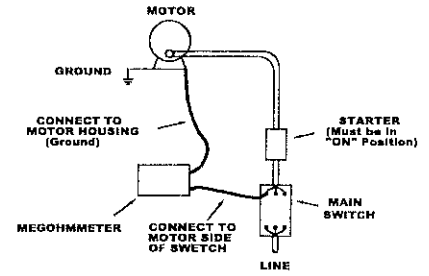 MOTOR
GROUND
CONNECT TO
MOTOR HOUSING
(Ground)
STARTER
(Must be in
"ON" Position)
MEGOHMMETER
CONNECT TO
MOTOR SIDE
OF SWETCH
MAIN
SWITCH
LINE